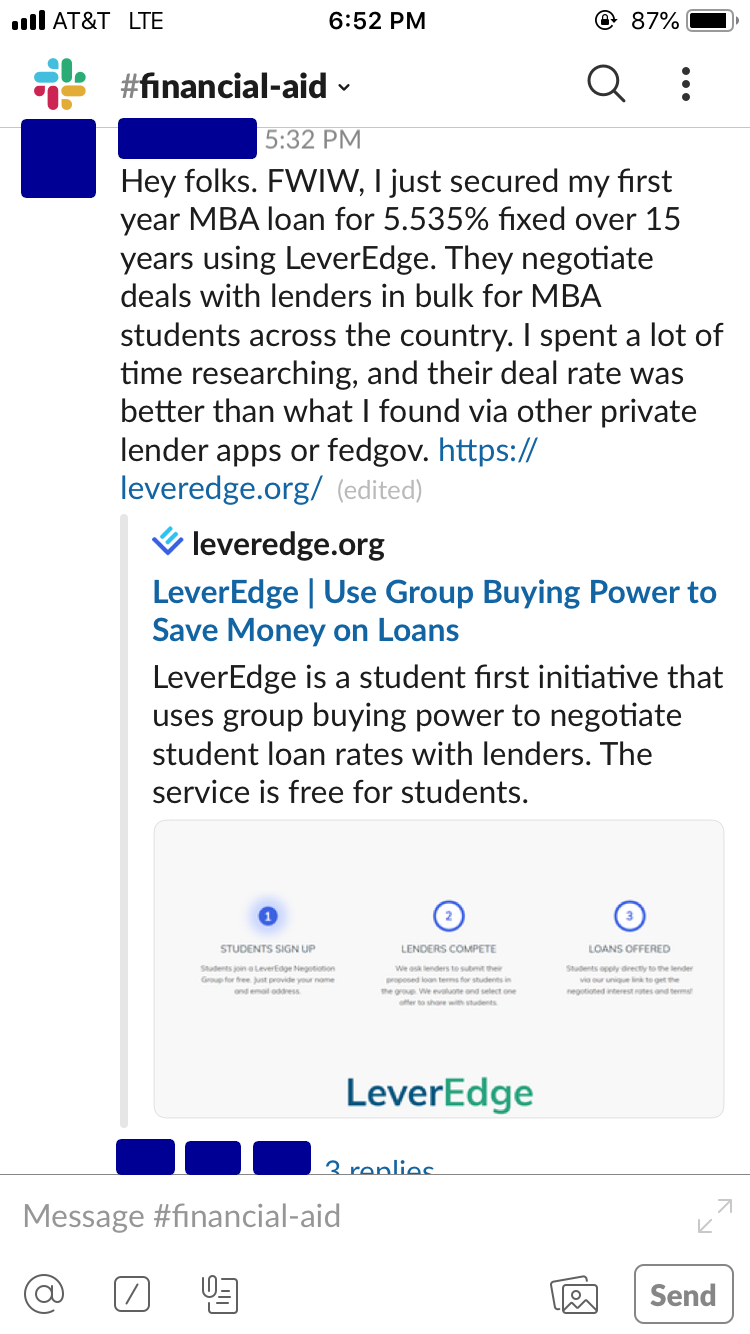 AT&T LTE 6:52 PM 87%
#financial-aid
5:32 PM
Hey folks. FWIW, I just secured my first
year MBA loan for 5.535% fixed over 15
years using LeverEdge. They negotiate
deals with lenders in bulk for MBA
students across the country. I spent a lot of
time researching, and their deal rate was
better than what I found via other private
lender apps or fedgov. https://
leveredge.org/ (edited)
leveredge.org
LeverEdge | Use Group Buying Power to
Save Money on Loans
LeverEdge is a student first initiative that
uses group buying power to negotiate
student loan rates with lenders. The
service is free for students.
1
STUDENTS SIGN UP
Students join a LeverEdge Negotiation
Group for free. Just provide your name
and email address.
2
LENDERS COMPETE
We ask lenders to submit their
proposed loan terms for students in
the group. We evaluate and select one
offer to share with students.
3
LOANS OFFERED
Students apply directly to the lender
via our unique link to get the
negotiated interest rates and terms!
LeverEdge
3 replies
Message #financial-aid
@
/
Send